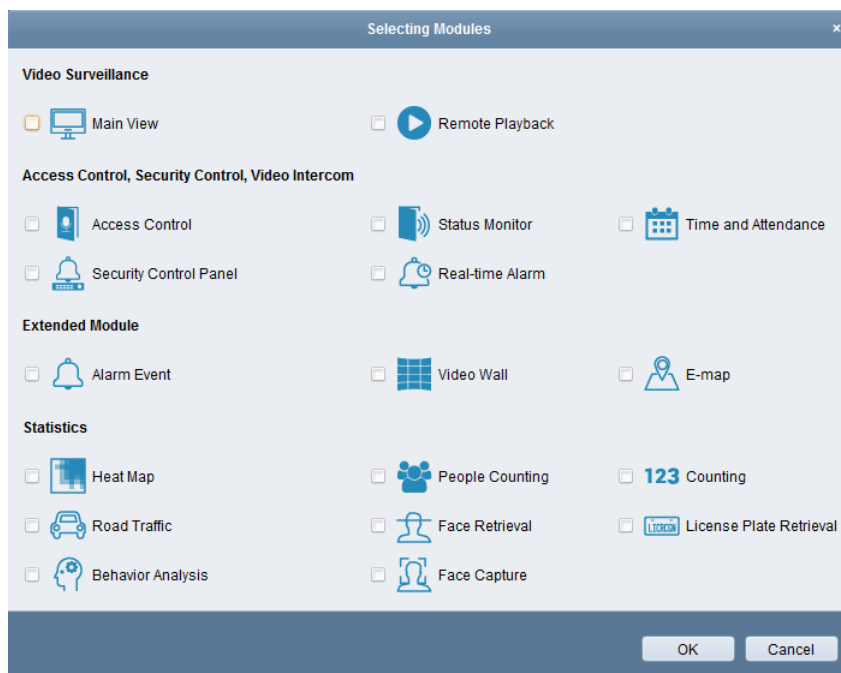 Selecting Modules
Video Surveillance
Main View
Remote Playback
Access Control, Security Control, Video Intercom
Access Control
Status Monitor
Time and Attendance
Security Control Panel
Real-time Alarm
Extended Module
Alarm Event
Video Wall
E-map
Statistics
Heat Map
People Counting
123 Counting
Road Traffic
Face Retrieval
License Plate Retrieval
Behavior Analysis
Face Capture
OK
Cancel